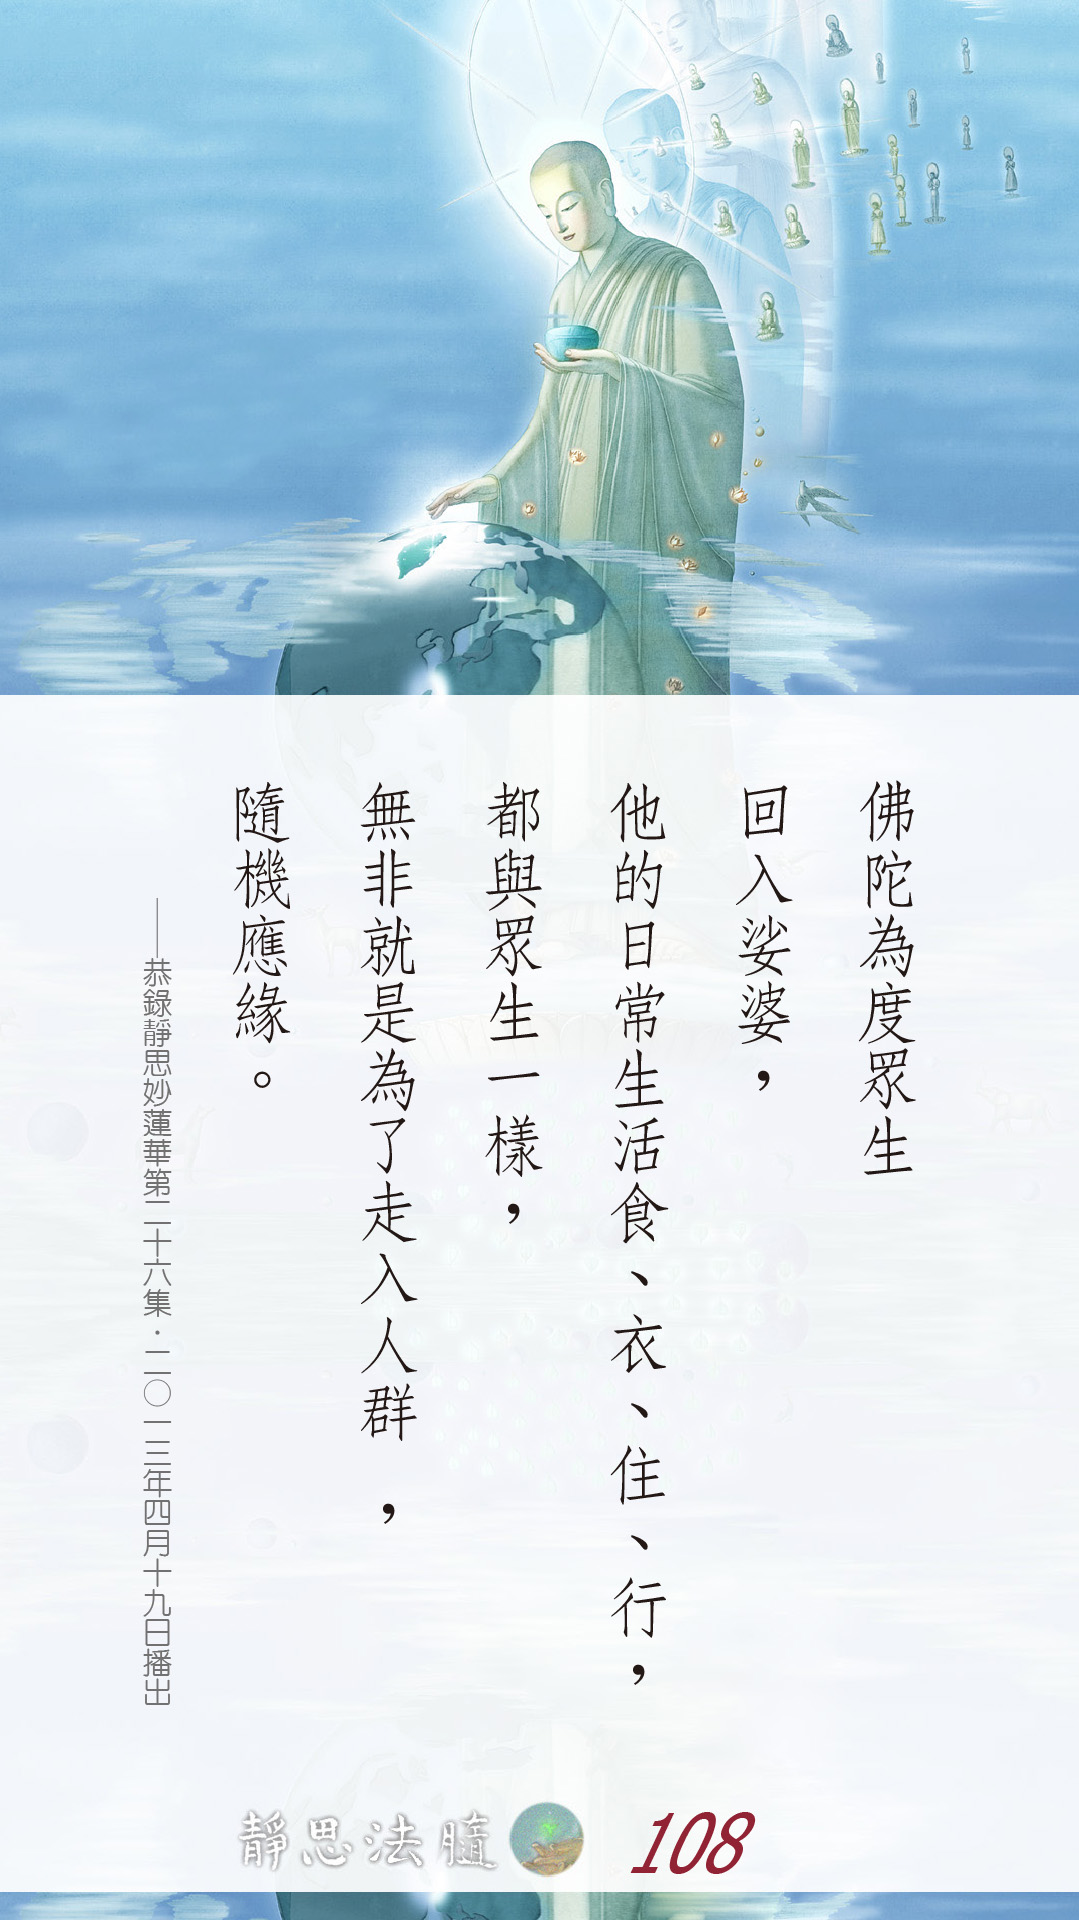 佛陀為度眾生
回入娑婆，
他的日常生活食、衣、住、行，
都與眾生一樣，
無非就是為了走入人群，
隨機應緣。
——恭錄靜思妙蓮華第二十六集·二〇一三年四月十九日播出
靜思法髓
108